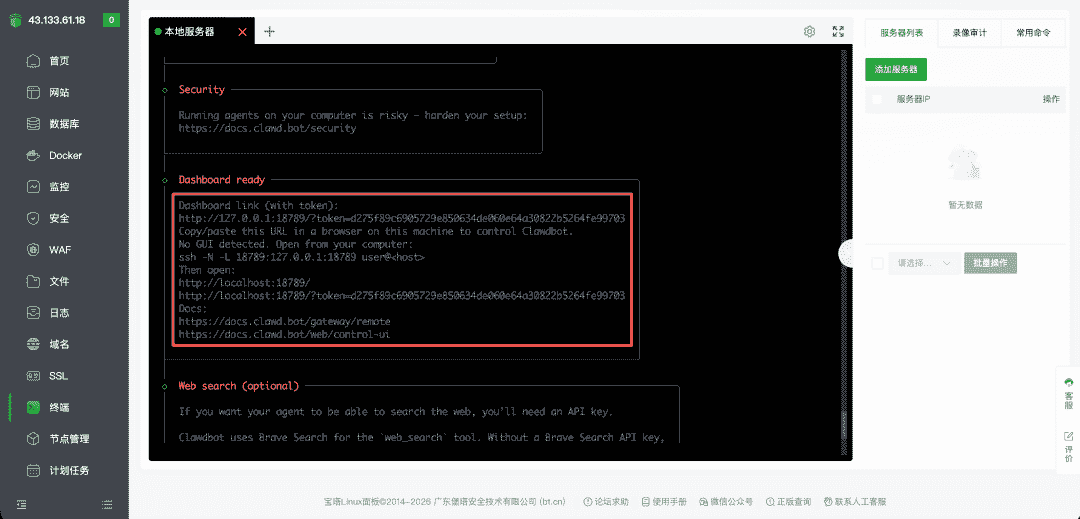 43.133.61.18
0
首页
网站
数据库
Docker
监控
安全
WAF
文件
日志
域名
SSL
终端
节点管理
计划任务
本地服务器
Security
Running agents on your computer is risky - harden your setup:
https://docs.clawd.bot/security
Dashboard ready
Dashboard link (with token):
http://127.0.0.1:18789/?token=d275f89c6905729e850634de060e64a30822b5264fe99703
Copy/paste this URL in a browser on this machine to control Clawdbot.
No GUI detected. Open from your computer:
ssh -N -L 18789:127.0.0.1:18789 user@<host>
Then open:
http://localhost:18789/
http://localhost:18789/?token=d275f89c6905729e850634de060e64a30822b5264fe99703
Docs:
https://docs.clawd.bot/gateway/remote
https://docs.clawd.bot/web/control-ui
Web search (optional)
If you want your agent to be able to search the web, you'll need an API key.
Clawdbot uses Brave Search for the `web_search` tool. Without a Brave Search API key,
服务器列表
录像审计
常用命令
添加服务器
服务器IP
操作
暂无数据
请选择...
批量操作
客服
评价
宝塔Linux面板©2014-2026 广东堡塔安全技术有限公司 (bt.cn)
论坛求助
使用手册
微信公众号
正版查询
联系人工客服